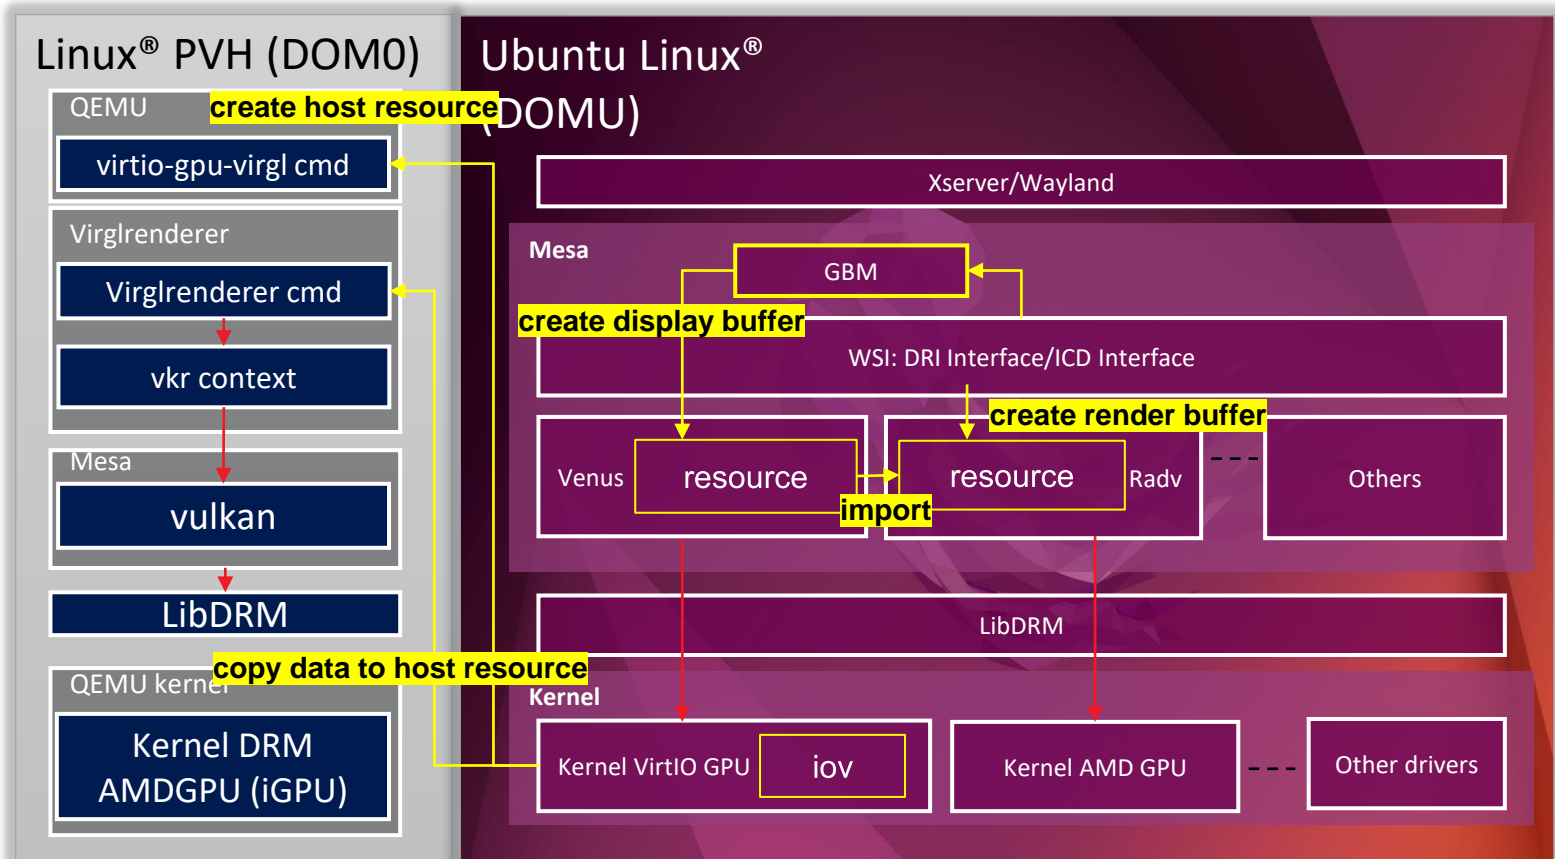 Linux® PVH (DOM0)
QEMU
create host resource
virtio-gpu-virgl cmd
Virglrenderer
Virglrenderer cmd
vkr context
Mesa
vulkan
LibDRM
copy data to host resource
QEMU kernel
Kernel DRM
AMDGPU (iGPU)
Ubuntu Linux®
(DOMU)
Xserver/Wayland
Mesa
GBM
create display buffer
WSI: DRI Interface/ICD Interface
create render buffer
Venus
resource
import
resource
Radv
Others
LibDRM
Kernel
Kernel VirtIO GPU
iov
Kernel AMD GPU
Other drivers